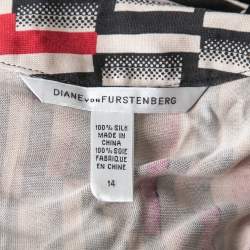 DIANE VON FURSTENBERG
100% SILK
MADE IN
CHINA
100% SOIE
FABRIQUE
EN CHINE
14